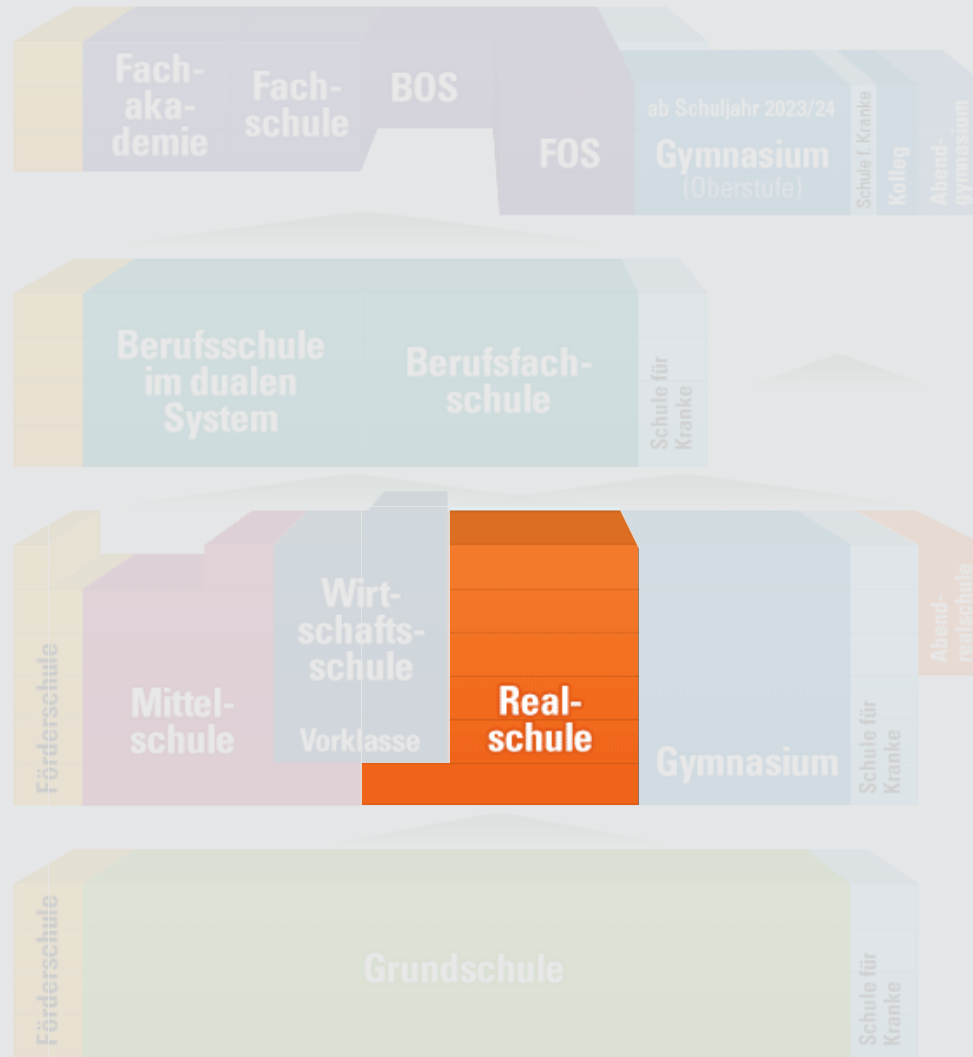 Fach-
aka-
demie
Fach-
schule
BOS
FOS
ab Schuljahr 2023/24
Gymnasium
(Oberstufe)
Schule f. Kranke
Kolleg
Abend-
gymnasium
Berufsschule
im dualen
System
Berufsfach-
schule
Schule für
Kranke
Förderschule
Mittel-
schule
Wirt-
schafts-
schule
Vorklasse
Real-
schule
Gymnasium
Schule für
Kranke
Abend-
realschule
Förderschule
Grundschule
Schule für
Kranke